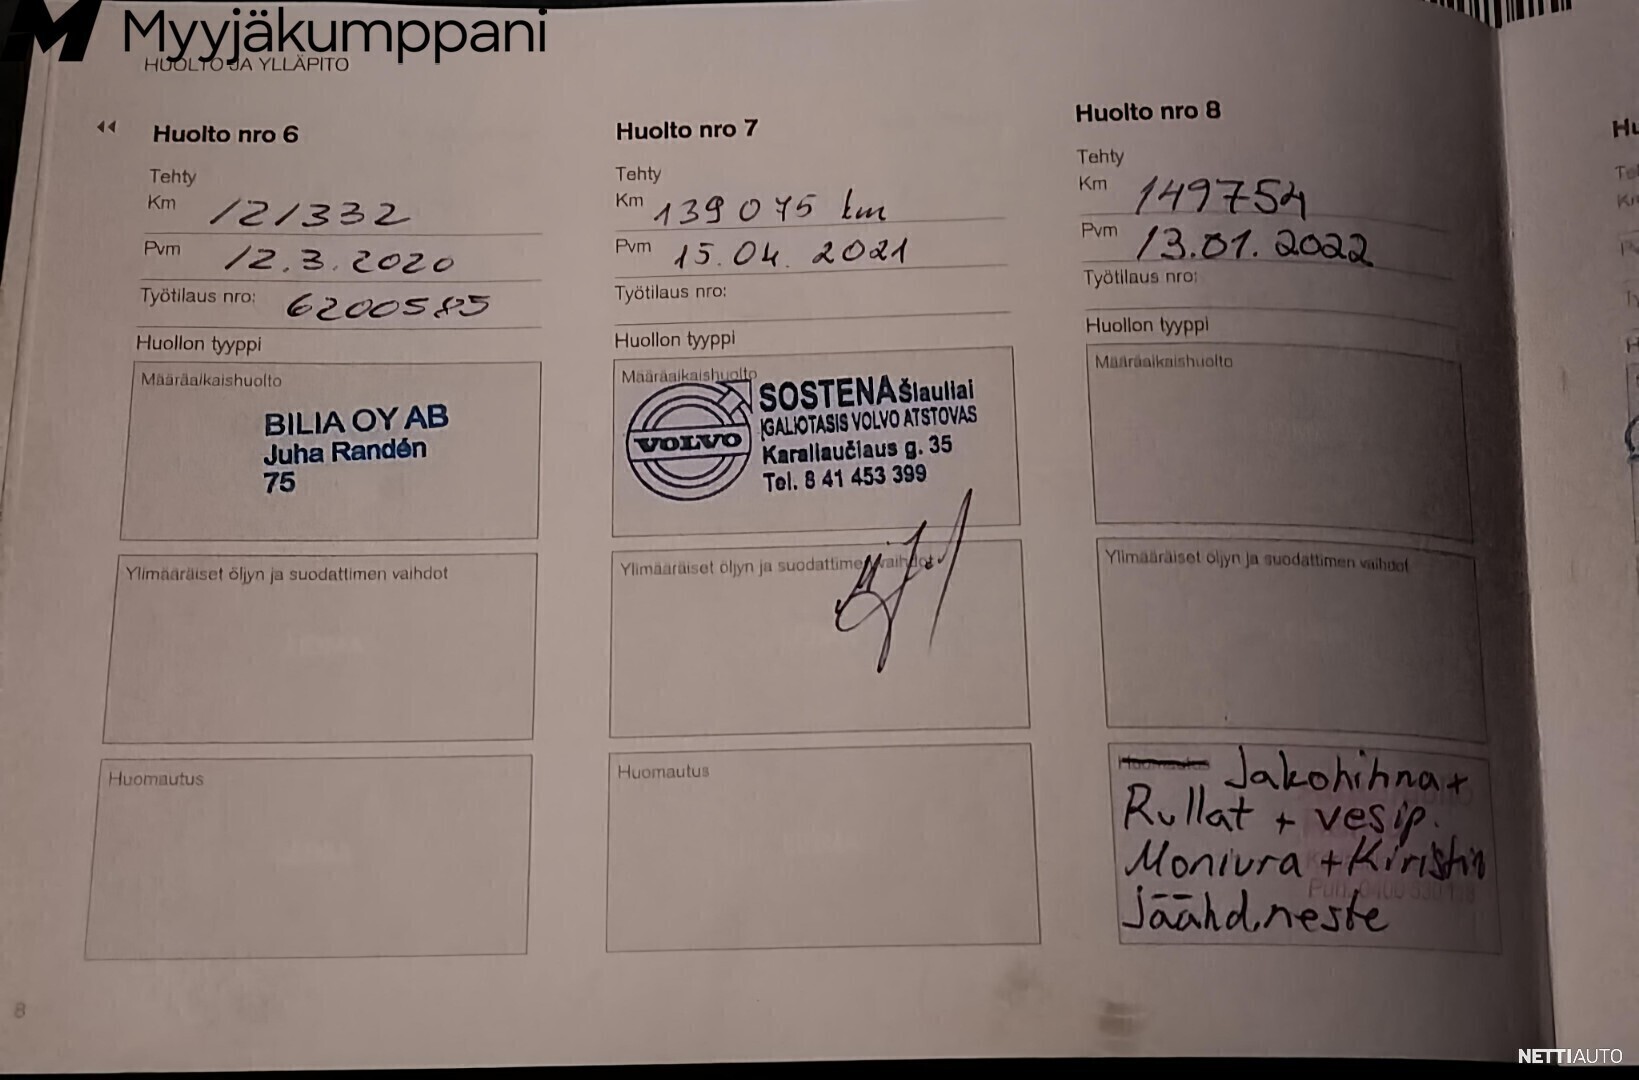 Myyjäkumppani
HUOLTO JA YLLÄPITO
Huolto nro 6
Tehty
Km 121332
Pvm 12.3.2020
Työtilaus nro: 6200585
Huollon tyyppi
Määräaikaishuolto
BILIA OY AB
Juha Randén
75
Ylimääräiset öljyn ja suodattimen vaihdot
Huomautus
Huolto nro 7
Tehty
Km 139075 km
Pvm 15.04.2021
Työtilaus nro:
Huollon tyyppi
Määräaikaishuolto
VOLVO
SOSTENA Šiauliai
ĮGALIOTASIS VOLVO ATSTOVAS
Karaliaučiaus g. 35
Tel. 8 41 453 399
Ylimääräiset öljyn ja suodattimen vaihdot
Huomautus
Huolto nro 8
Tehty
Km 149754
Pvm 13.01.2022
Työtilaus nro:
Huollon tyyppi
Määräaikaishuolto
Ylimääräiset öljyn ja suodattimen vaihdot
Huomautus Jakohihna+
Rullat + vesip.
Moniura + Kiristin
Jäähd.neste
8
NETTIAUTO